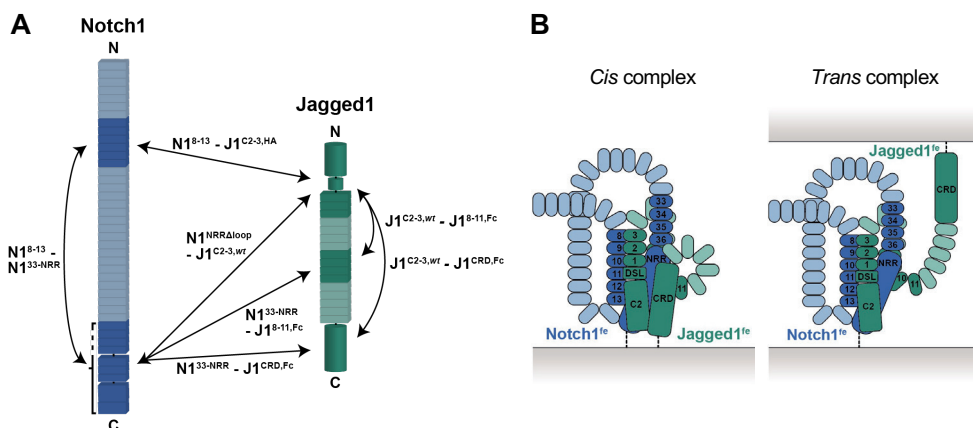 A
Notch1
N
Jagged1
N
N1^8-13 - J1^C2-3,HA
N1^8-13 -
N1^33-NRR
N1^NRRΔloop
- J1^C2-3,wt
J1^C2-3,wt - J1^8-11,Fc
J1^C2-3,wt - J1^CRD,Fc
N1^33-NRR
- J1^8-11,Fc
N1^33-NRR - J1^CRD,Fc
C
C
B
Cis complex
33
34
35
36
8
9
10
11
12
13
3
2
1
DSL
C2
NRR
CRD
11
Notch1^fe
Jagged1^fe
Trans complex
Jagged1^fe
CRD
33
34
35
36
8
9
10
11
12
13
3
2
1
DSL
C2
NRR
10
11
Notch1^fe